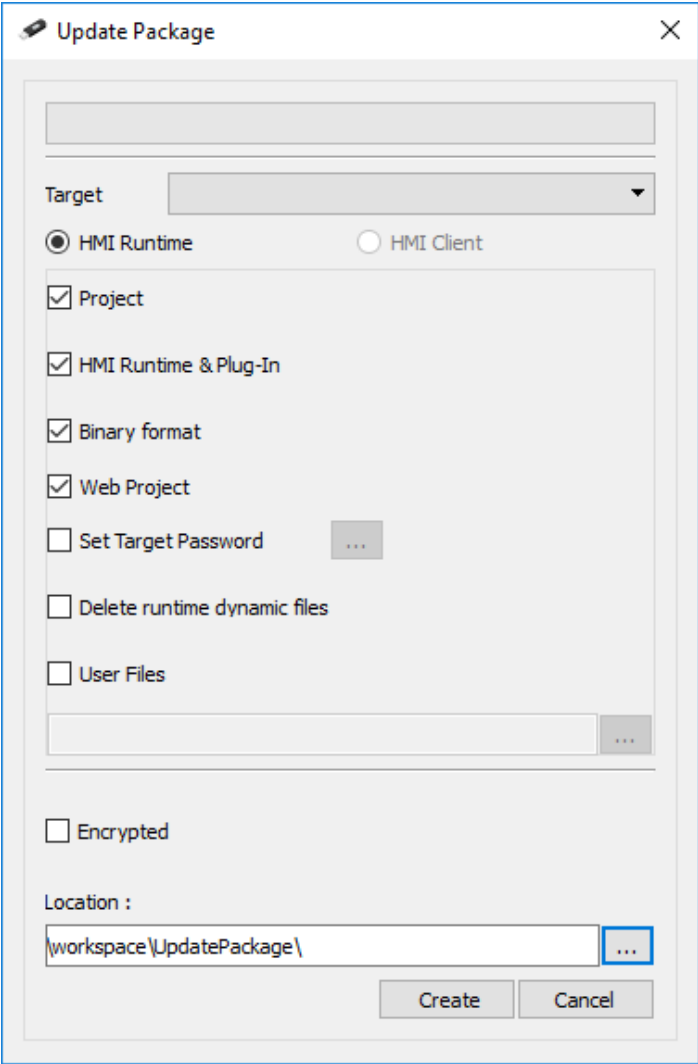 Update Package
Target
HMI Runtime HMI Client
Project
HMI Runtime & Plug-In
Binary format
Web Project
Set Target Password ...
Delete runtime dynamic files
User Files
...
Encrypted
Location :
\workspace\UpdatePackage\ ...
Create Cancel